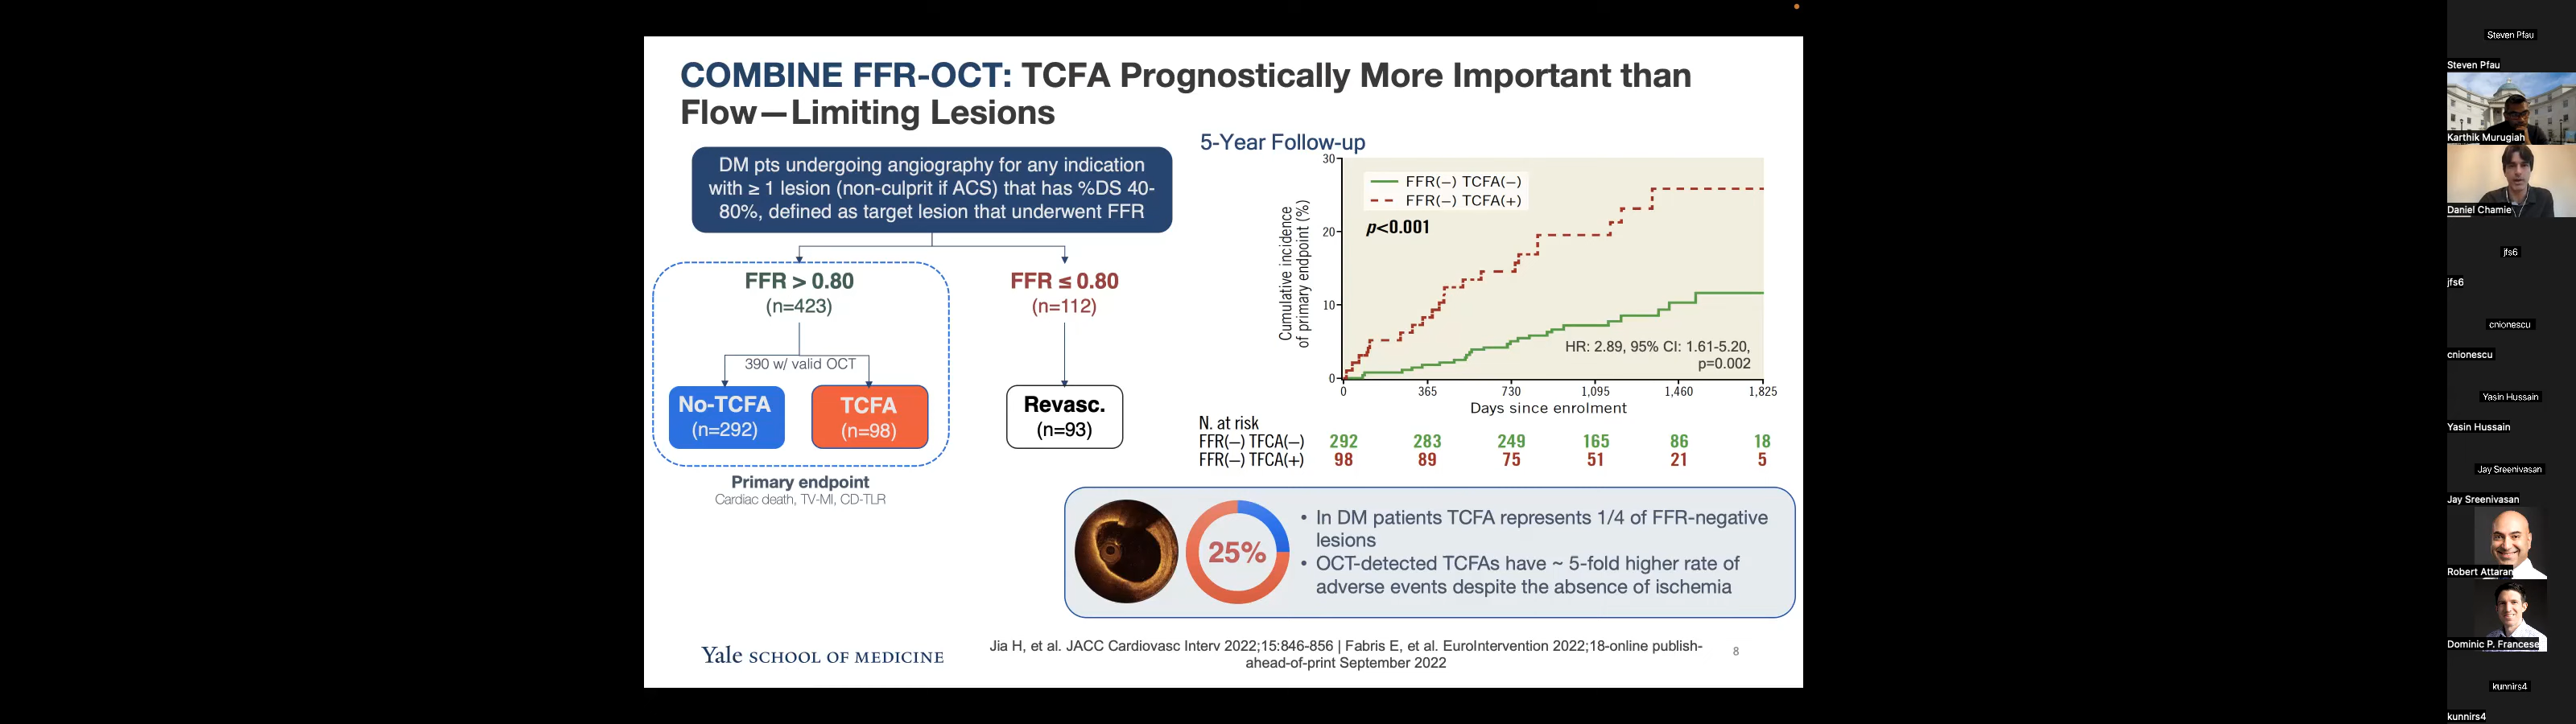 COMBINE FFR-OCT: TCFA Prognostically More Important than
Flow—Limiting Lesions
DM pts undergoing angiography for any indication
with ≥ 1 lesion (non-culprit if ACS) that has %DS 40-
80%, defined as target lesion that underwent FFR
FFR > 0.80
(n=423)
FFR ≤ 0.80
(n=112)
390 w/ valid OCT
No-TCFA
(n=292)
TCFA
(n=98)
Revasc.
(n=93)
Primary endpoint
Cardiac death, TV-MI, CD-TLR
5-Year Follow-up
Cumulative incidence
of primary endpoint (%)
30
20
10
0
FFR(–) TCFA(–)
FFR(–) TCFA(+)
p<0.001
HR: 2.89, 95% CI: 1.61-5.20,
p=0.002
0 365 730 1,095 1,460 1,825
Days since enrolment
N. at risk
FFR(–) TFCA(–) 292 283 249 165 86 18
FFR(–) TFCA(+) 98 89 75 51 21 5
25%
• In DM patients TCFA represents 1/4 of FFR-negative
lesions
• OCT-detected TCFAs have ~ 5-fold higher rate of
adverse events despite the absence of ischemia
Yale SCHOOL OF MEDICINE
Jia H, et al. JACC Cardiovasc Interv 2022;15:846-856 | Fabris E, et al. EuroIntervention 2022;18-online publish-
ahead-of-print September 2022
8
Steven Pfau
Steven Pfau
Karthik Murugiah
Daniel Chamie
jfs6
jfs6
cnionescu
cnionescu
Yasin Hussain
Yasin Hussain
Jay Sreenivasan
Jay Sreenivasan
Robert Attaran
Dominic P. Francese
kunnirs4
kunnirs4